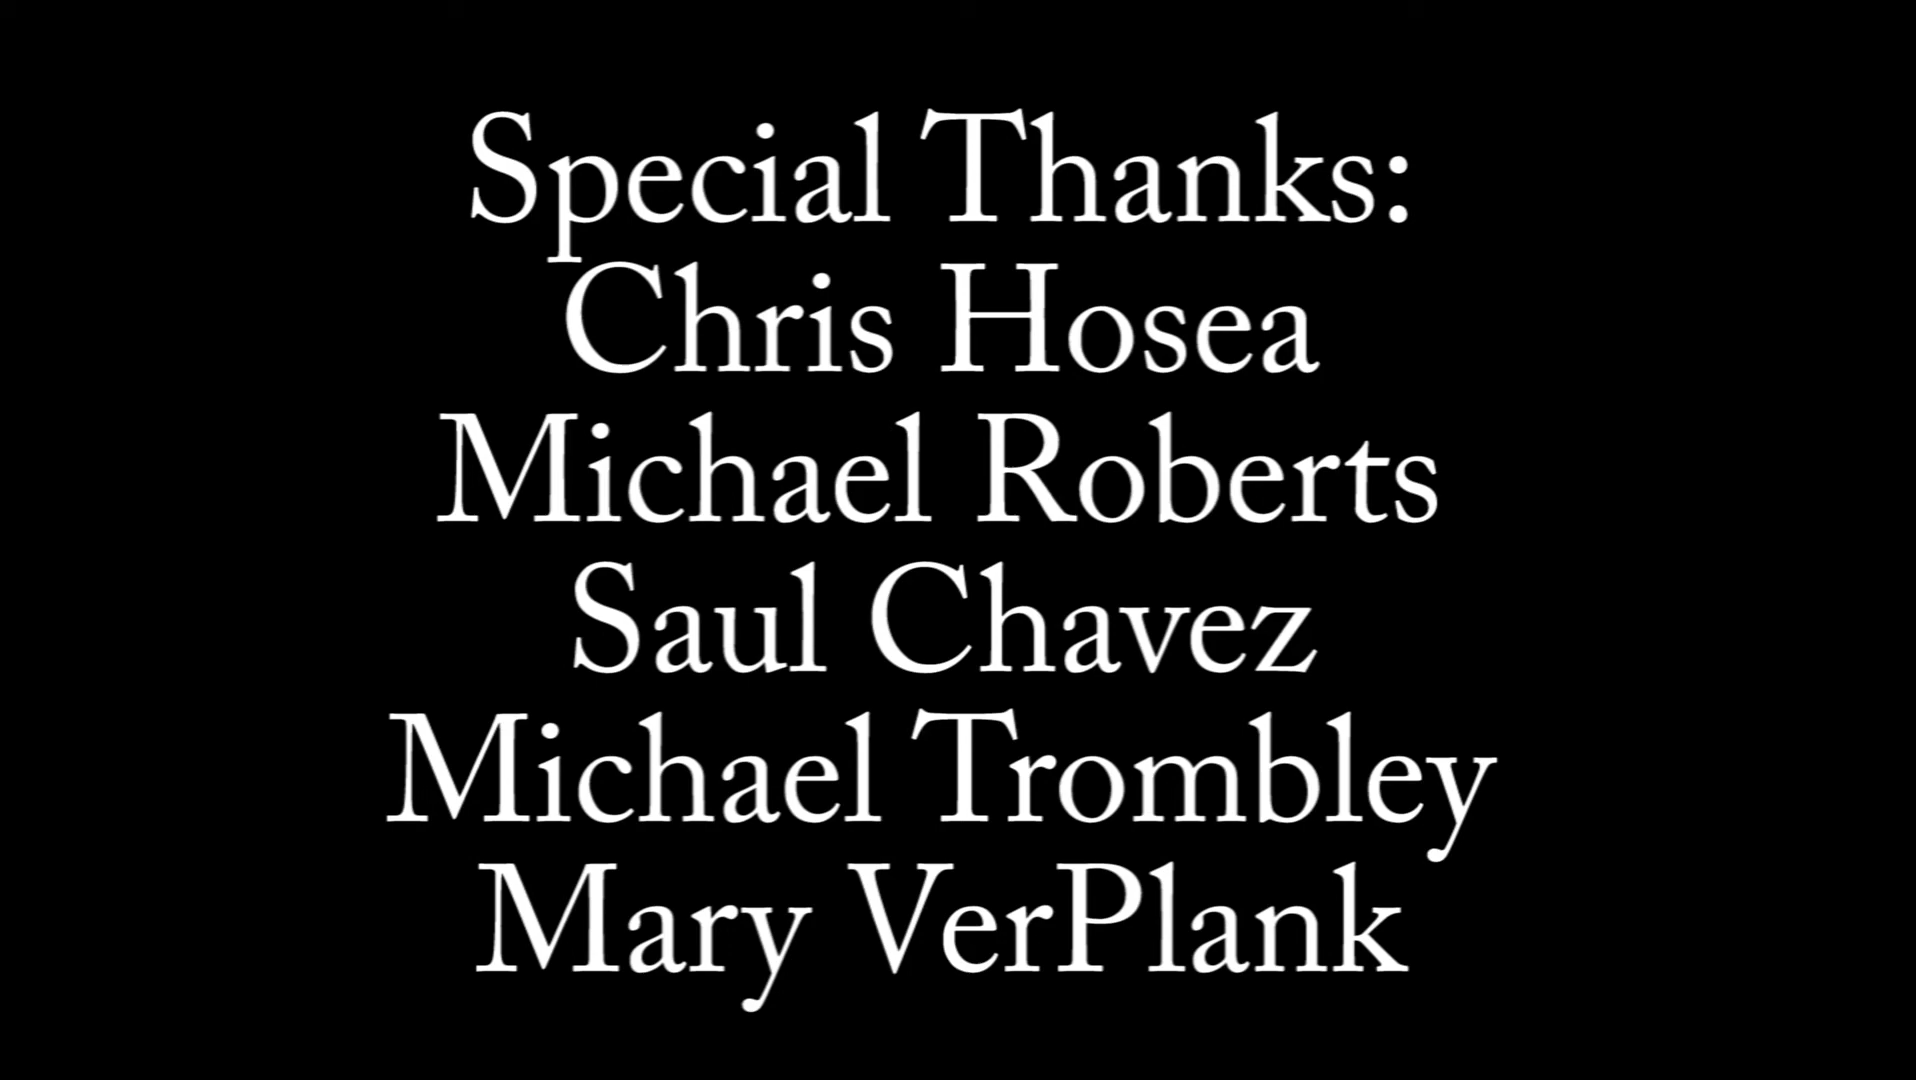 Special Thanks:
Chris Hosea
Michael Roberts
Saul Chavez
Michael Trombley
Mary VerPlank